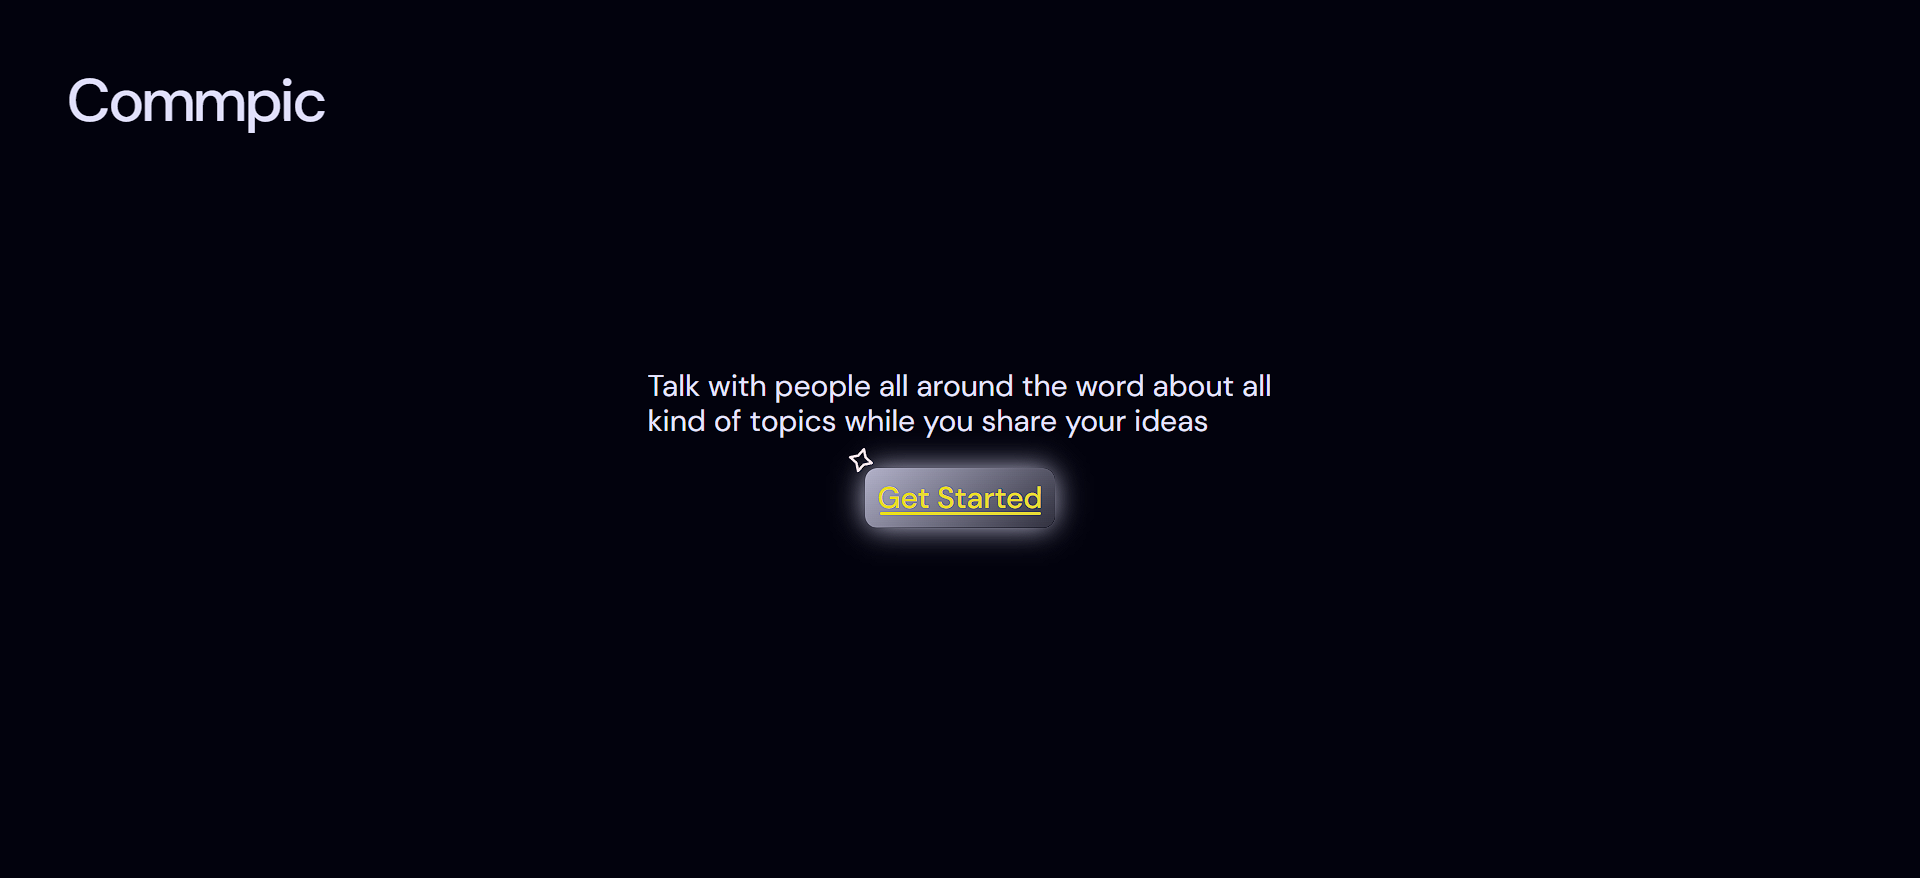 Commpic
Talk with people all around the word about all
kind of topics while you share your ideas
Get Started